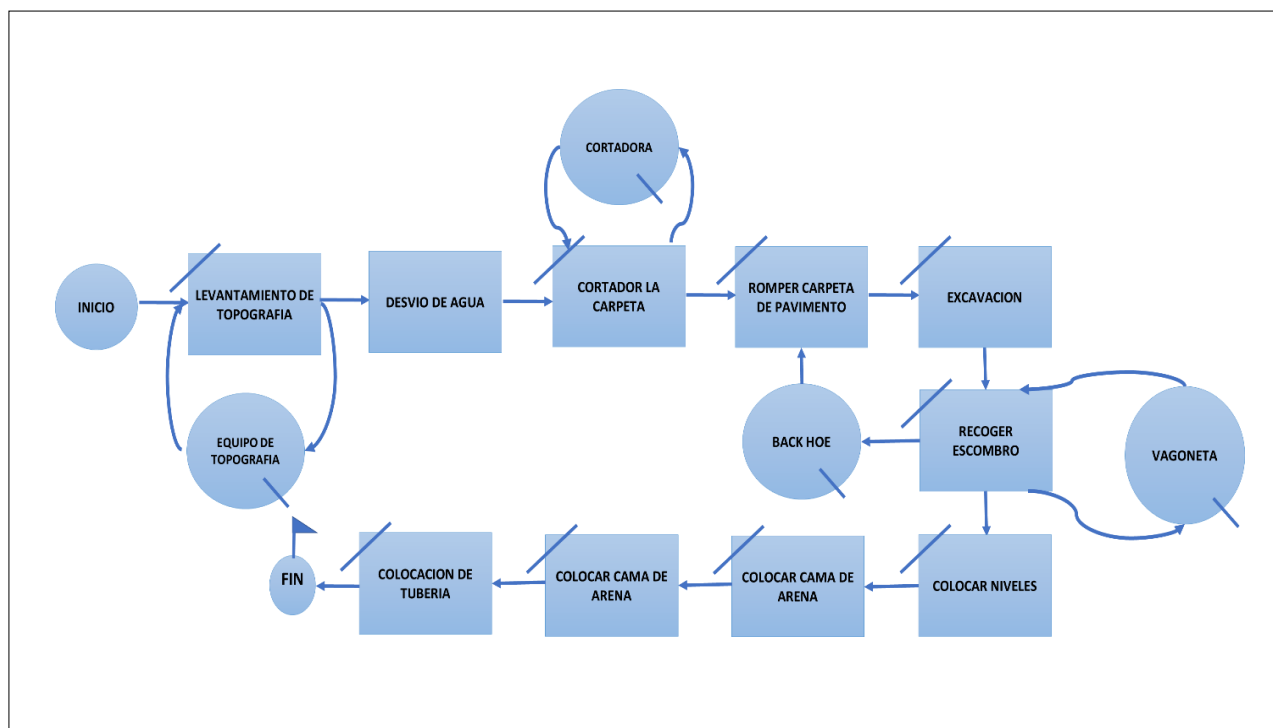 CORTADORA
INICIO
LEVANTAMIENTO DE
TOPOGRAFIA
DESVIO DE AGUA
CORTADOR LA
CARPETA
ROMPER CARPETA
DE PAVIMENTO
EXCAVACION
EQUIPO DE
TOPOGRAFIA
BACK HOE
RECOGER
ESCOMBRO
VAGONETA
FIN
COLOCACION DE
TUBERIA
COLOCAR CAMA DE
ARENA
COLOCAR CAMA DE
ARENA
COLOCAR NIVELES